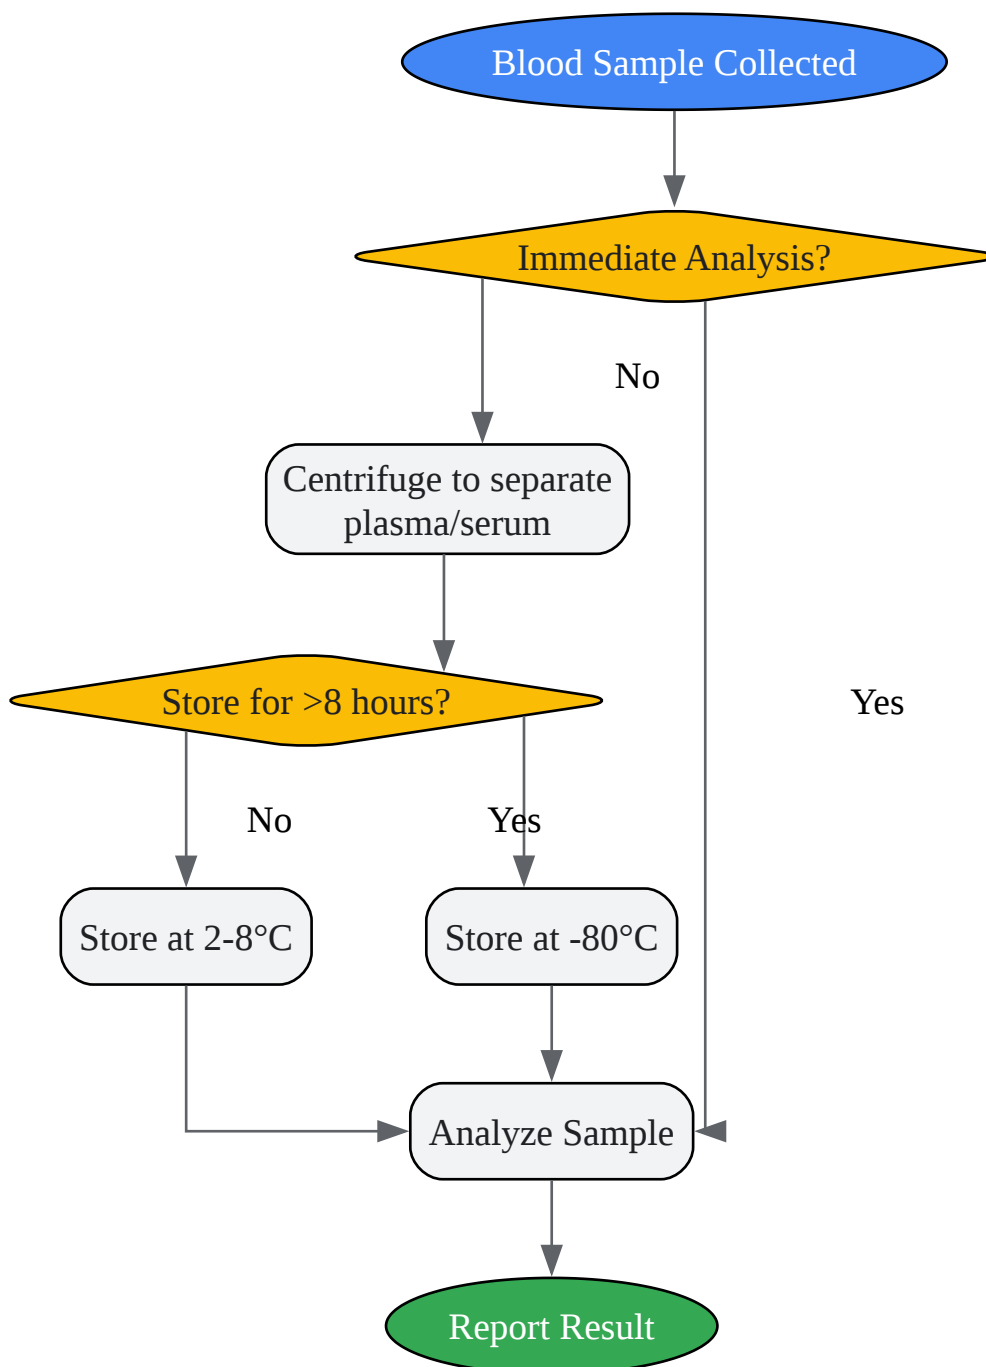 Blood Sample Collected
Immediate Analysis?
No
Centrifuge to separate
plasma/serum
Store for >8 hours?
Yes
No
Yes
Store at 2-8°C
Store at -80°C
Analyze Sample
Report Result